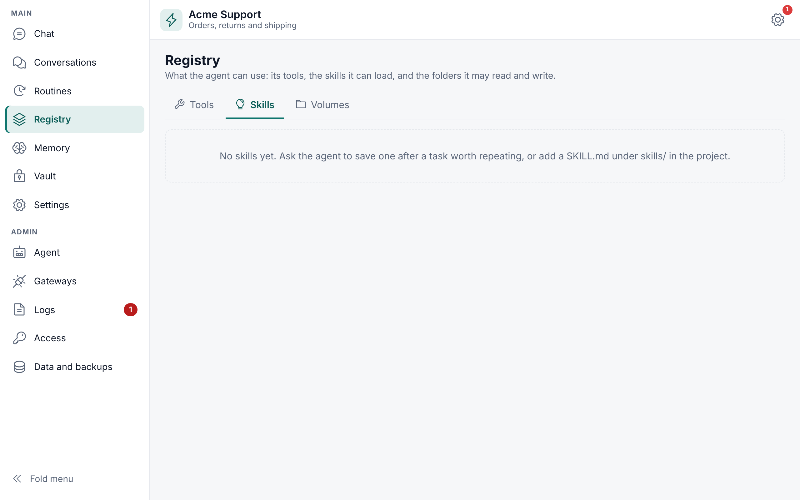 MAIN
Chat
Conversations
Routines
Registry
Memory
Vault
Settings
ADMIN
Agent
Gateways
Logs 1
Access
Data and backups
Fold menu
Acme Support
Orders, returns and shipping
1
Registry
What the agent can use: its tools, the skills it can load, and the folders it may read and write.
Tools Skills Volumes
No skills yet. Ask the agent to save one after a task worth repeating, or add a SKILL.md under skills/ in the project.